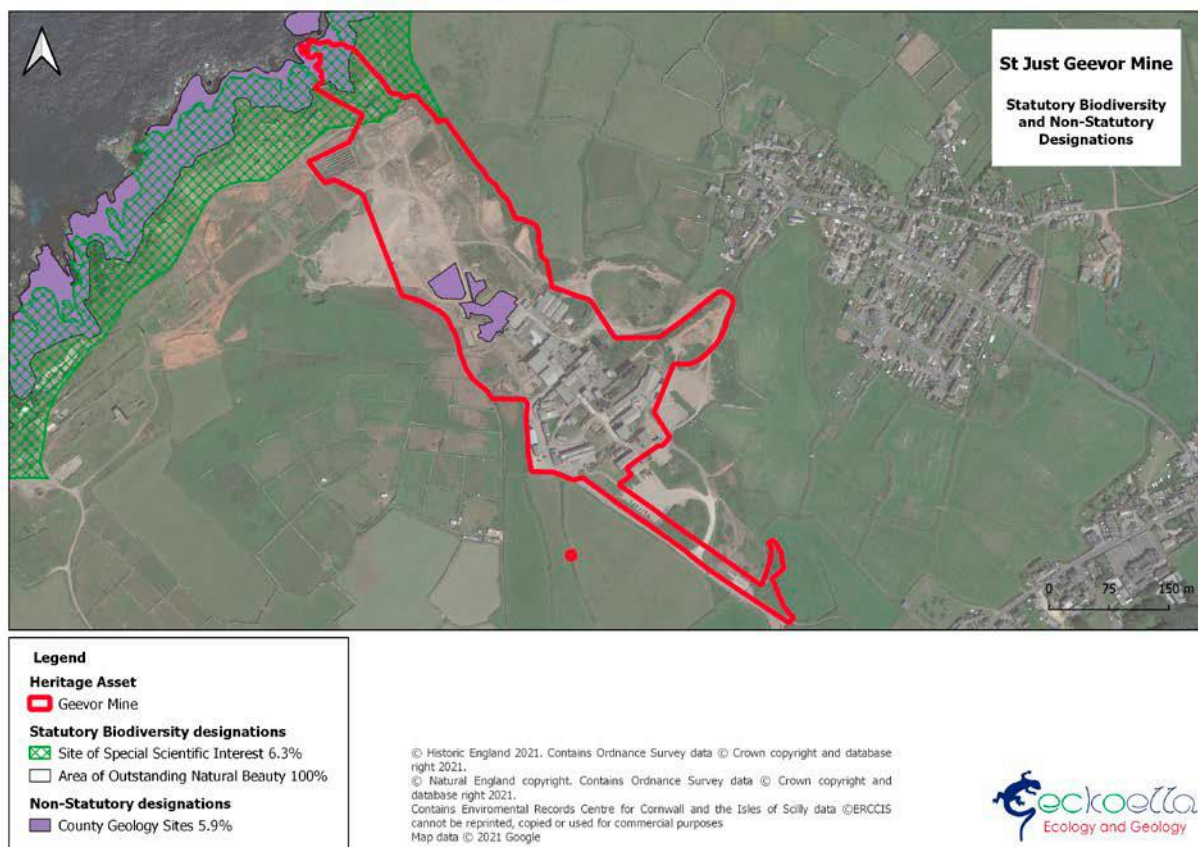 St Just Geevor Mine
Statutory Biodiversity
and Non-Statutory
Designations
0 75 150 m
Legend
Heritage Asset
Geevor Mine
Statutory Biodiversity designations
Site of Special Scientific Interest 6.3%
Area of Outstanding Natural Beauty 100%
Non-Statutory designations
County Geology Sites 5.9%
© Historic England 2021. Contains Ordnance Survey data © Crown copyright and database
right 2021.
© Natural England copyright. Contains Ordnance Survey data © Crown copyright and
database right 2021.
Contains Enviromental Records Centre for Cornwall and the Isles of Scilly data ©ERCCIS
cannot be reprinted, copied or used for commercial purposes
Map data © 2021 Google
Geckoella
Ecology and Geology